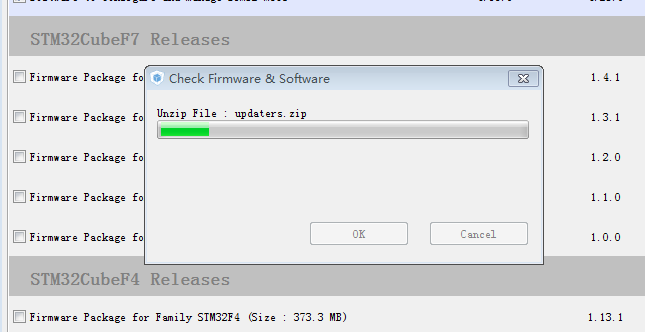 STM32CubeF7 Releases
Firmware Package fo
1.4.1
Check Firmware & Software
Unzip File : updaters.zip
Firmware Package fo
1.3.1
Firmware Package fo
1.2.0
Firmware Package fo
1.1.0
OK
Cancel
Firmware Package fo
1.0.0
STM32CubeF4 Releases
Firmware Package for Family STM32F4 (Size : 373.3 MB)
1.13.1